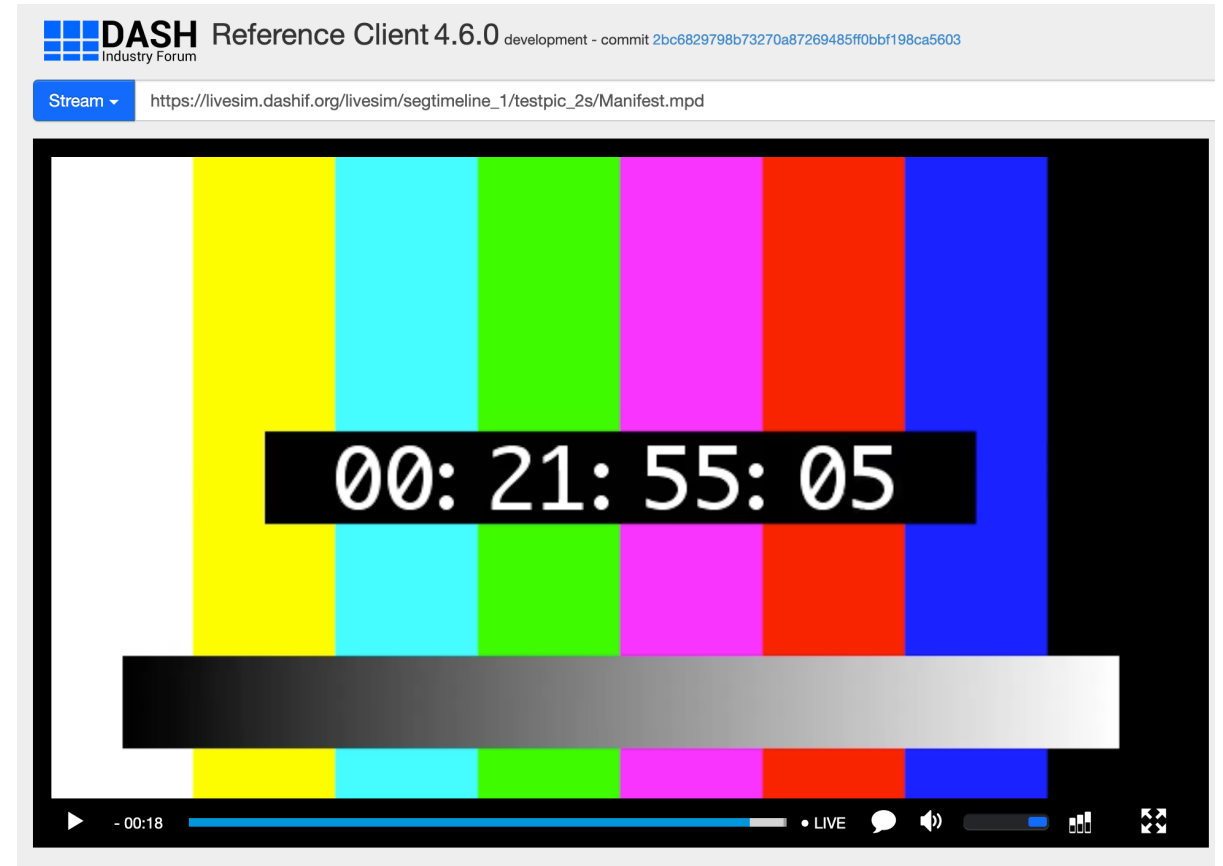 DASH
Industry Forum
Reference Client 4.6.0 development - commit 2bc6829798b73270a87269485ff0bbf198ca5603
Stream
https://livesim.dashif.org/livesim/segtimeline_1/testpic_2s/Manifest.mpd
00: 21: 55: 05
- 00:18
• LIVE